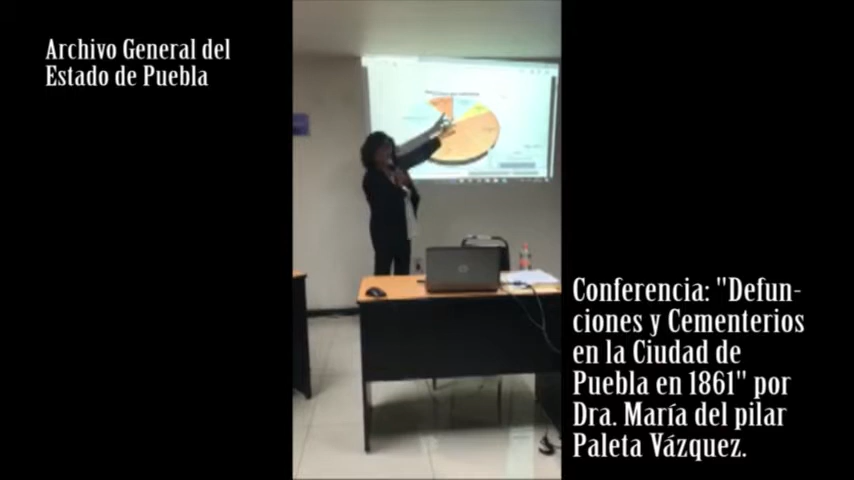 Archivo General del
Estado de Puebla
Conferencia: "Defun-
ciones y Cementerios
en la Ciudad de
Puebla en 1861" por
Dra. María del pilar
Paleta Vázquez.